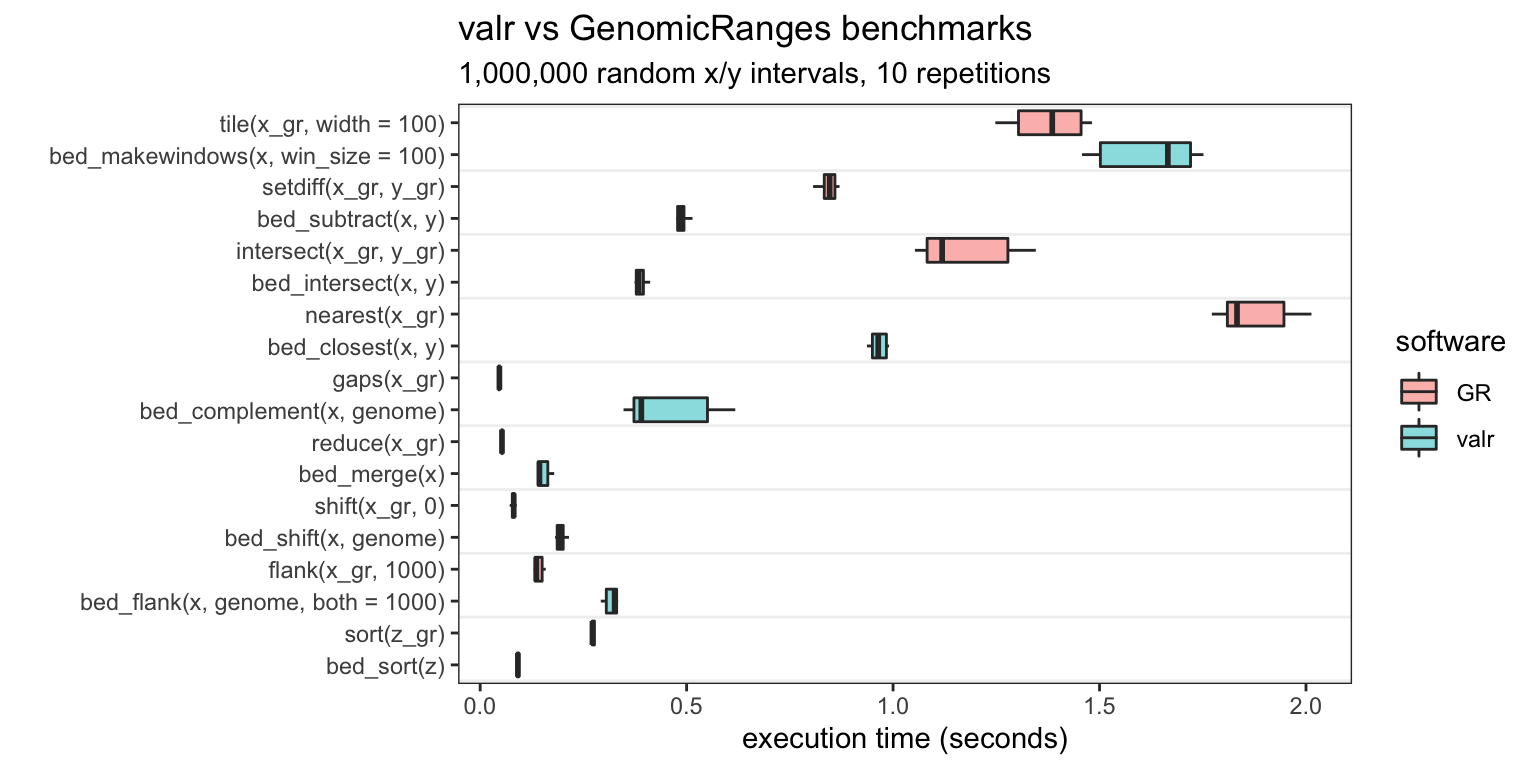 valr vs GenomicRanges benchmarks
1,000,000 random x/y intervals, 10 repetitions
tile(x_gr, width = 100)
bed_makewindows(x, win_size = 100)
setdiff(x_gr, y_gr)
bed_subtract(x, y)
intersect(x_gr, y_gr)
bed_intersect(x, y)
nearest(x_gr)
bed_closest(x, y)
gaps(x_gr)
bed_complement(x, genome)
reduce(x_gr)
bed_merge(x)
shift(x_gr, 0)
bed_shift(x, genome)
flank(x_gr, 1000)
bed_flank(x, genome, both = 1000)
sort(z_gr)
bed_sort(z)
0.0 0.5 1.0 1.5 2.0
execution time (seconds)
software
GR
valr